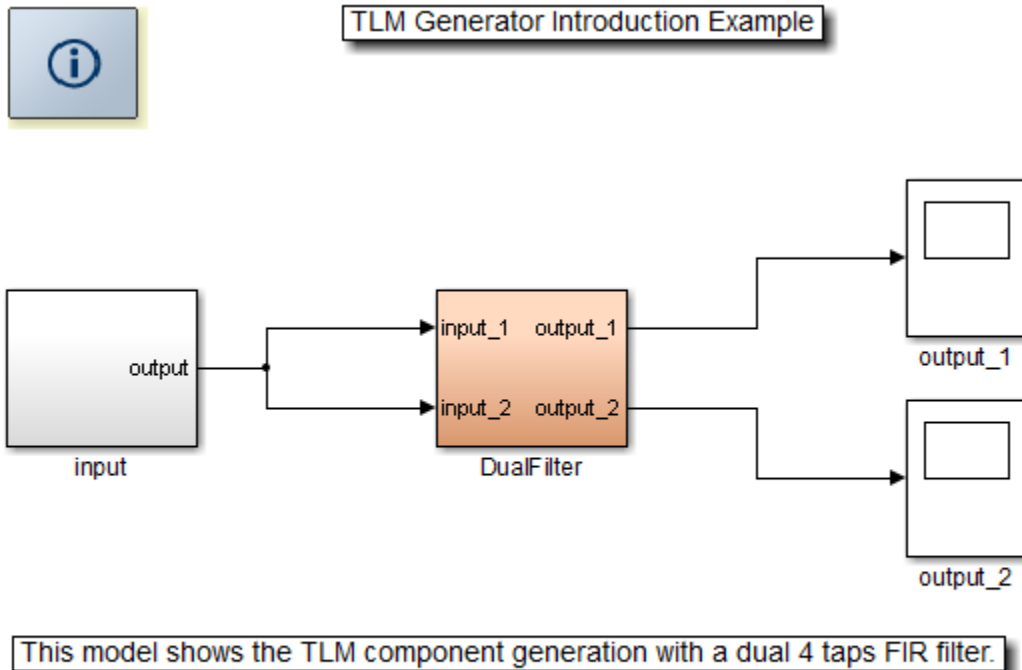 TLM Generator Introduction Example
output
input
input_1 output_1
input_2 output_2
DualFilter
output_1
output_2
This model shows the TLM component generation with a dual 4 taps FIR filter.